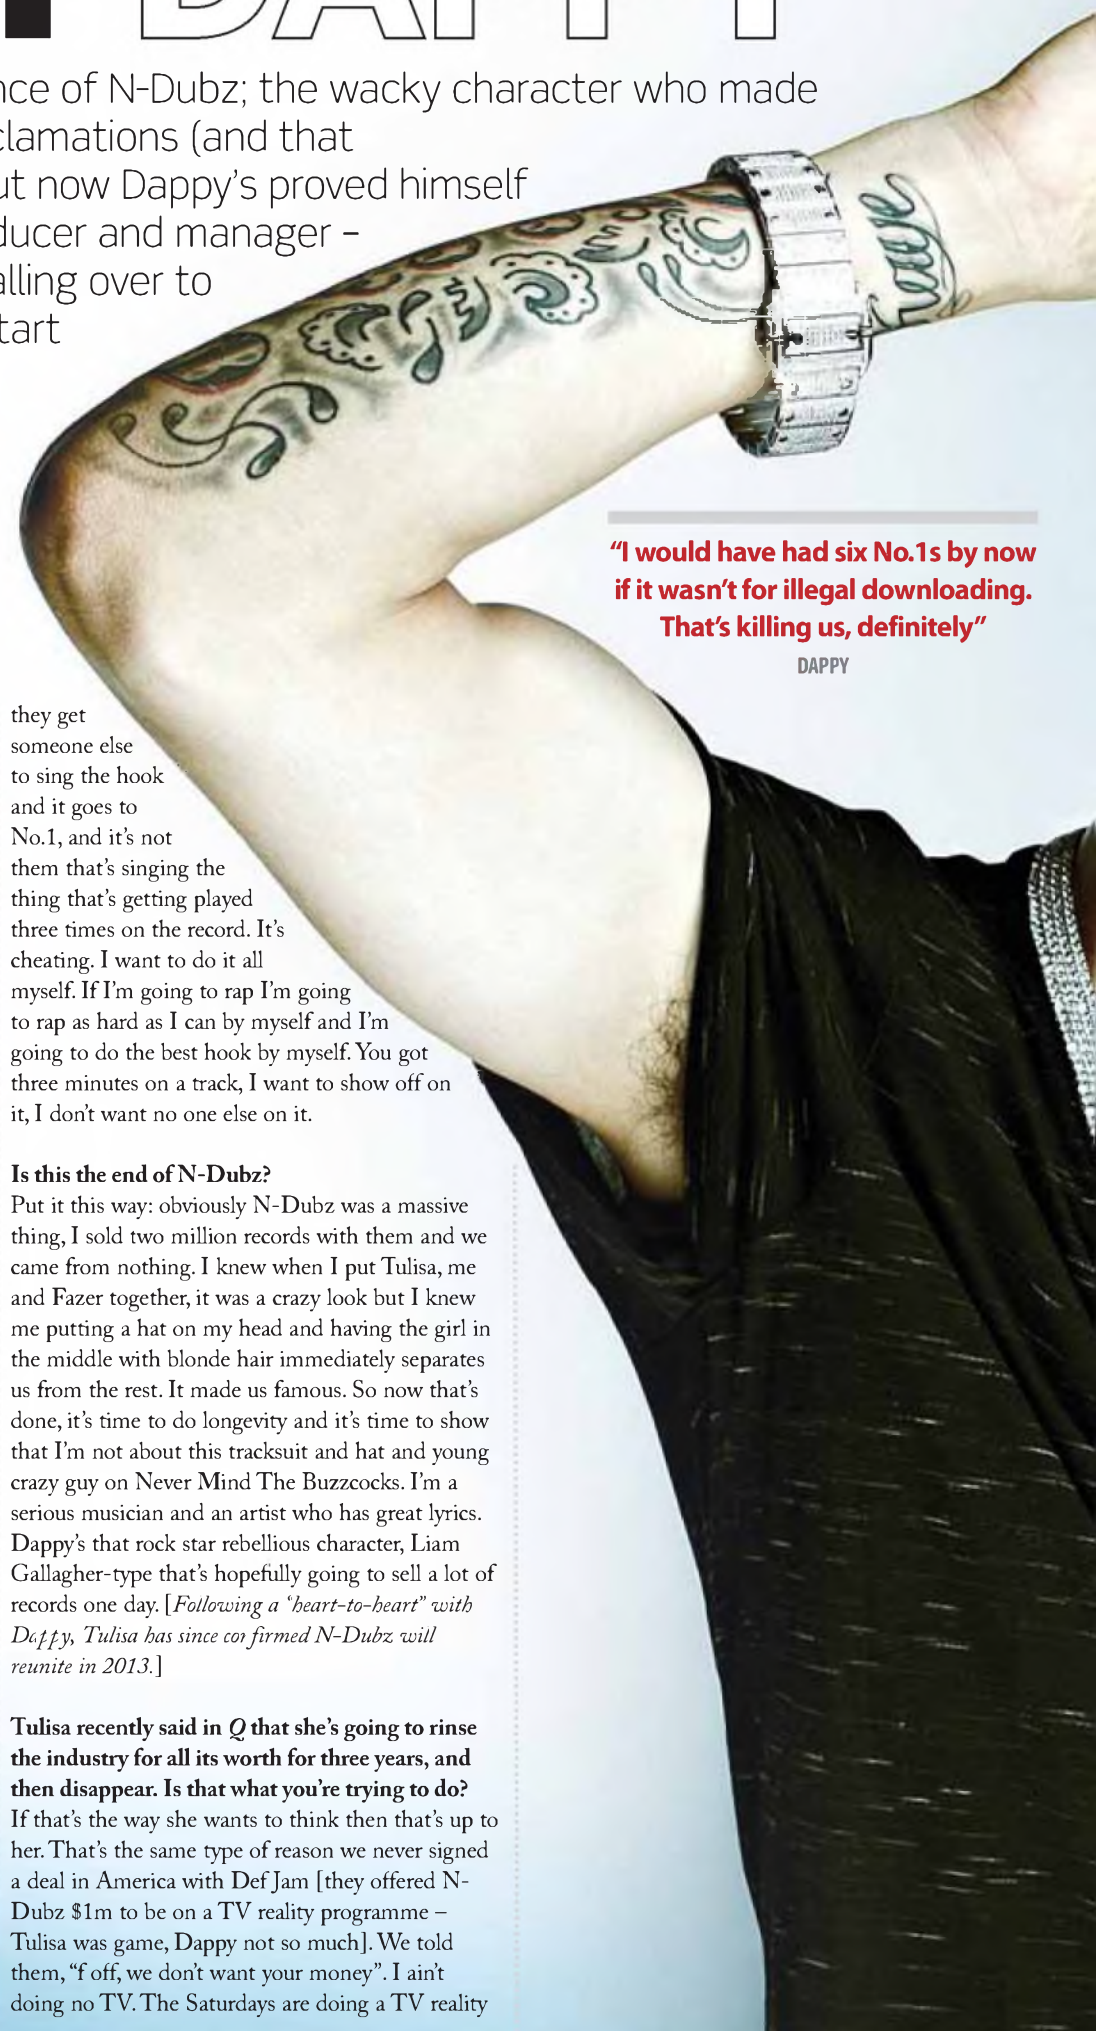 DAPPY
nce of N-Dubz; the wacky character who made
clamations (and that
ut now Dappy's proved himself
ducer and manager –
alling over to
tart
"I would have had six No.1s by now
if it wasn't for illegal downloading.
That's killing us, definitely"
DAPPY
they get
someone else
to sing the hook
and it goes to
No.1, and it's not
them that's singing the
thing that's getting played
three times on the record. It's
cheating. I want to do it all
myself. If I'm going to rap I'm going
to rap as hard as I can by myself and I'm
going to do the best hook by myself. You got
three minutes on a track, I want to show off on
it, I don't want no one else on it.
Is this the end of N-Dubz?
Put it this way: obviously N-Dubz was a massive
thing, I sold two million records with them and we
came from nothing. I knew when I put Tulisa, me
and Fazer together, it was a crazy look but I knew
me putting a hat on my head and having the girl in
the middle with blonde hair immediately separates
us from the rest. It made us famous. So now that's
done, it's time to do longevity and it's time to show
that I'm not about this tracksuit and hat and young
crazy guy on Never Mind The Buzzcocks. I'm a
serious musician and an artist who has great lyrics.
Dappy's that rock star rebellious character, Liam
Gallagher-type that's hopefully going to sell a lot of
records one day. [Following a "heart-to-heart" with
Dappy, Tulisa has since confirmed N-Dubz will
reunite in 2013.]
Tulisa recently said in Q that she's going to rinse
the industry for all its worth for three years, and
then disappear. Is that what you're trying to do?
If that's the way she wants to think then that's up to
her. That's the same type of reason we never signed
a deal in America with Def Jam [they offered N-
Dubz $1m to be on a TV reality programme –
Tulisa was game, Dappy not so much]. We told
them, "f off, we don't want your money". I ain't
doing no TV. The Saturdays are doing a TV reality